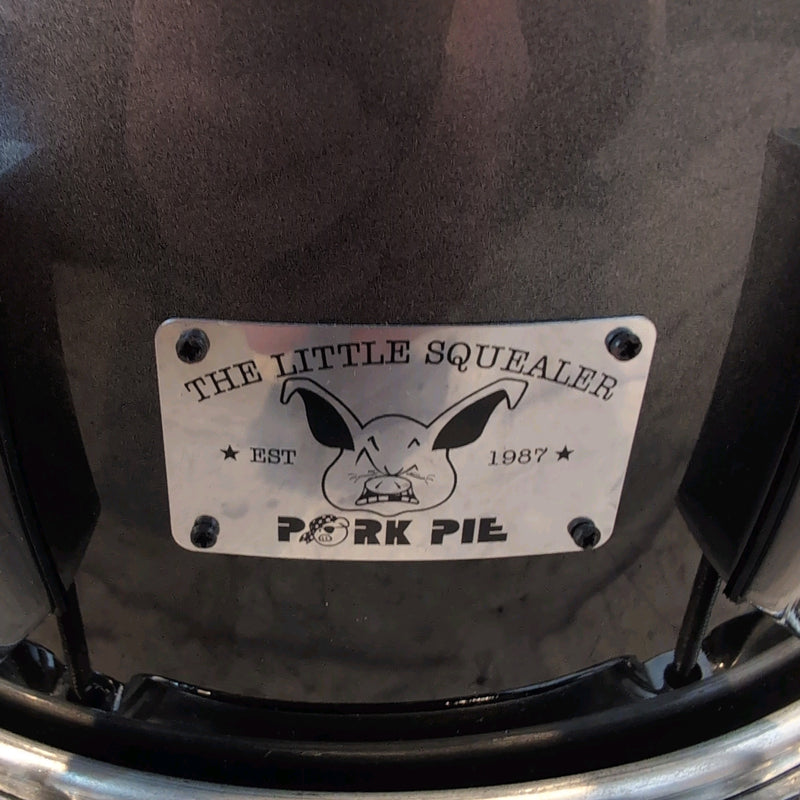 THE LITTLE SQUEALER
★ EST 1987 ★
PORK PIE